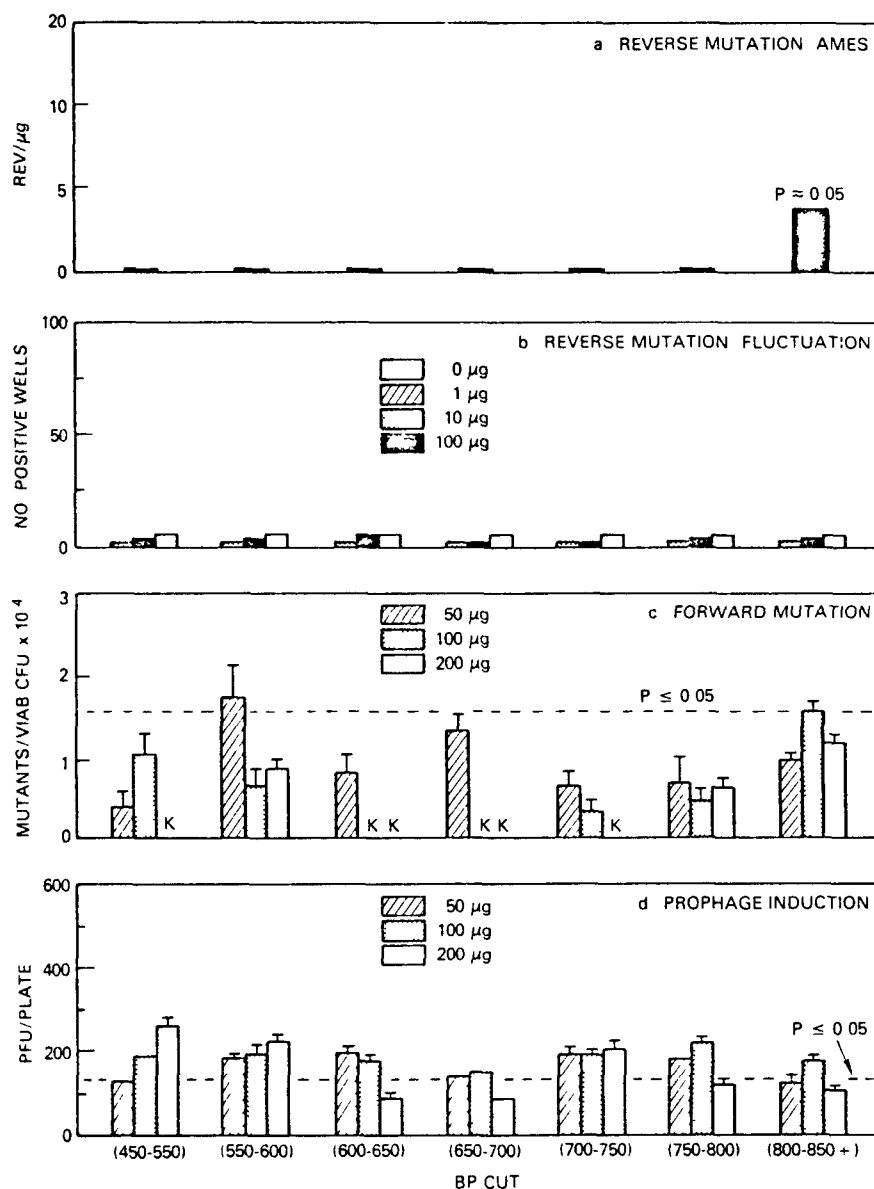 a REVERSE MUTATION AMES
20
10
5
0
REV/µg
P ≈ 0 05
b REVERSE MUTATION FLUCTUATION
100
50
0
NO POSITIVE WELLS
0 µg
1 µg
10 µg
100 µg
c FORWARD MUTATION
3
2
1
0
MUTANTS/VIAB CFU x 10 4
50 µg
100 µg
200 µg
P ≤ 0 05
K
K K
K K
K
d PROPHAGE INDUCTION
600
400
200
0
PFU/PLATE
50 µg
100 µg
200 µg
P ≤ 0 05
(450-550) (550-600) (600-650) (650-700) (700-750) (750-800) (800-850 +)
BP CUT